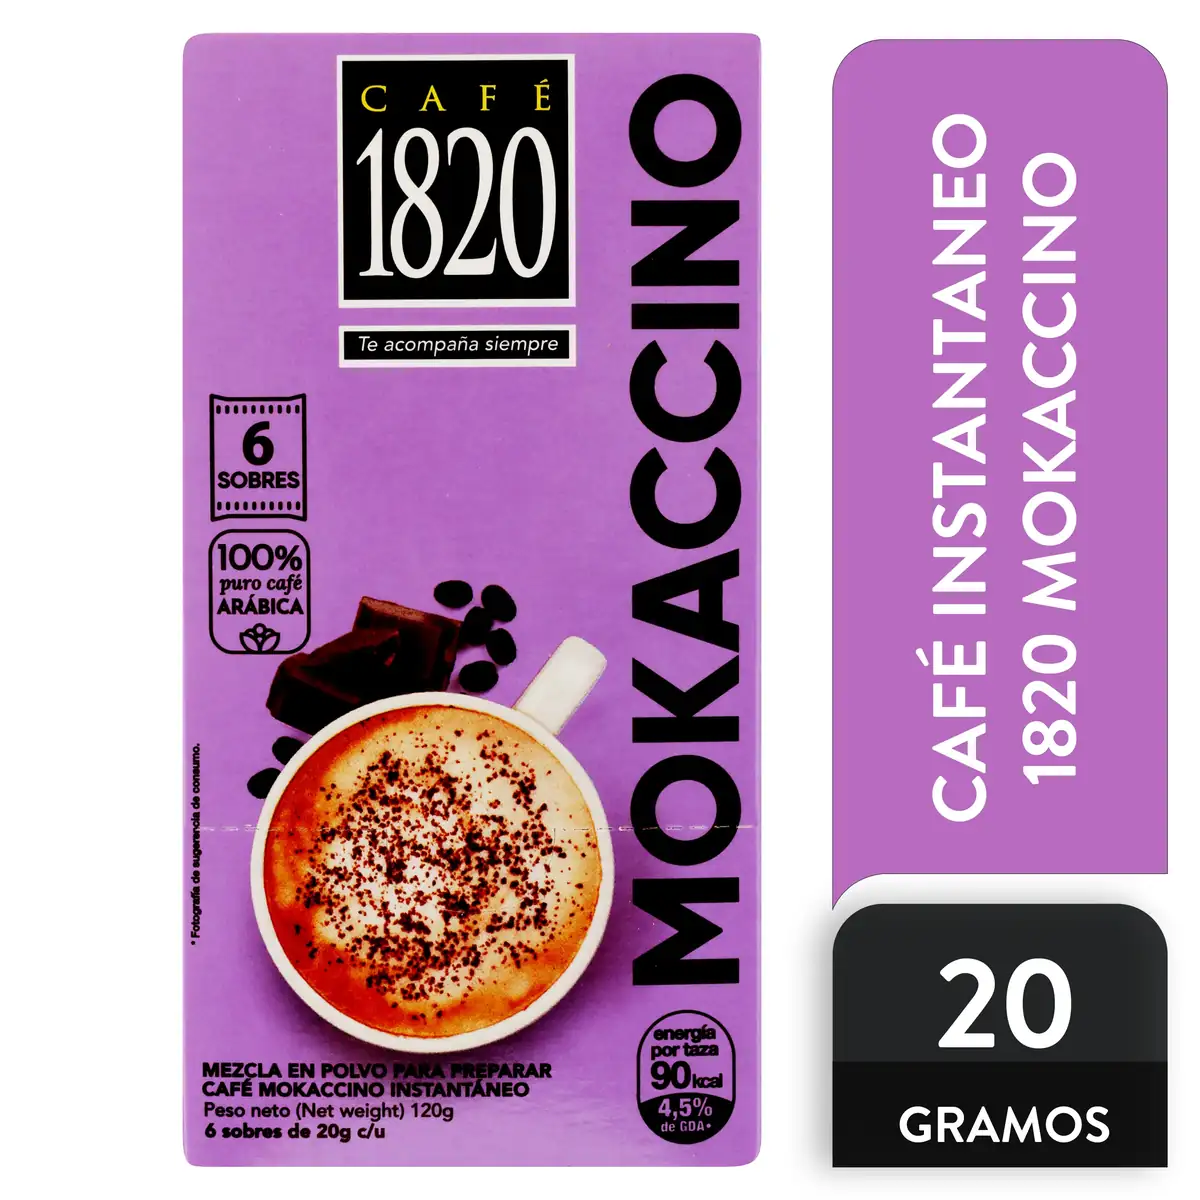 CAFÉ
1820
Te acompaña siempre
MOKACCINO
6
SOBRES
100%
puro café
ARÁBICA
* Fotografía de sugerencia de consumo.
energía
por taza
90kcal
4,5%
de GDA•
MEZCLA EN POLVO PARA PREPARAR
CAFÉ MOKACCINO INSTANTÁNEO
Peso neto (Net weight) 120g
6 sobres de 20g c/u
CAFÉ INSTANTANEO
1820 MOKACCINO
20
GRAMOS